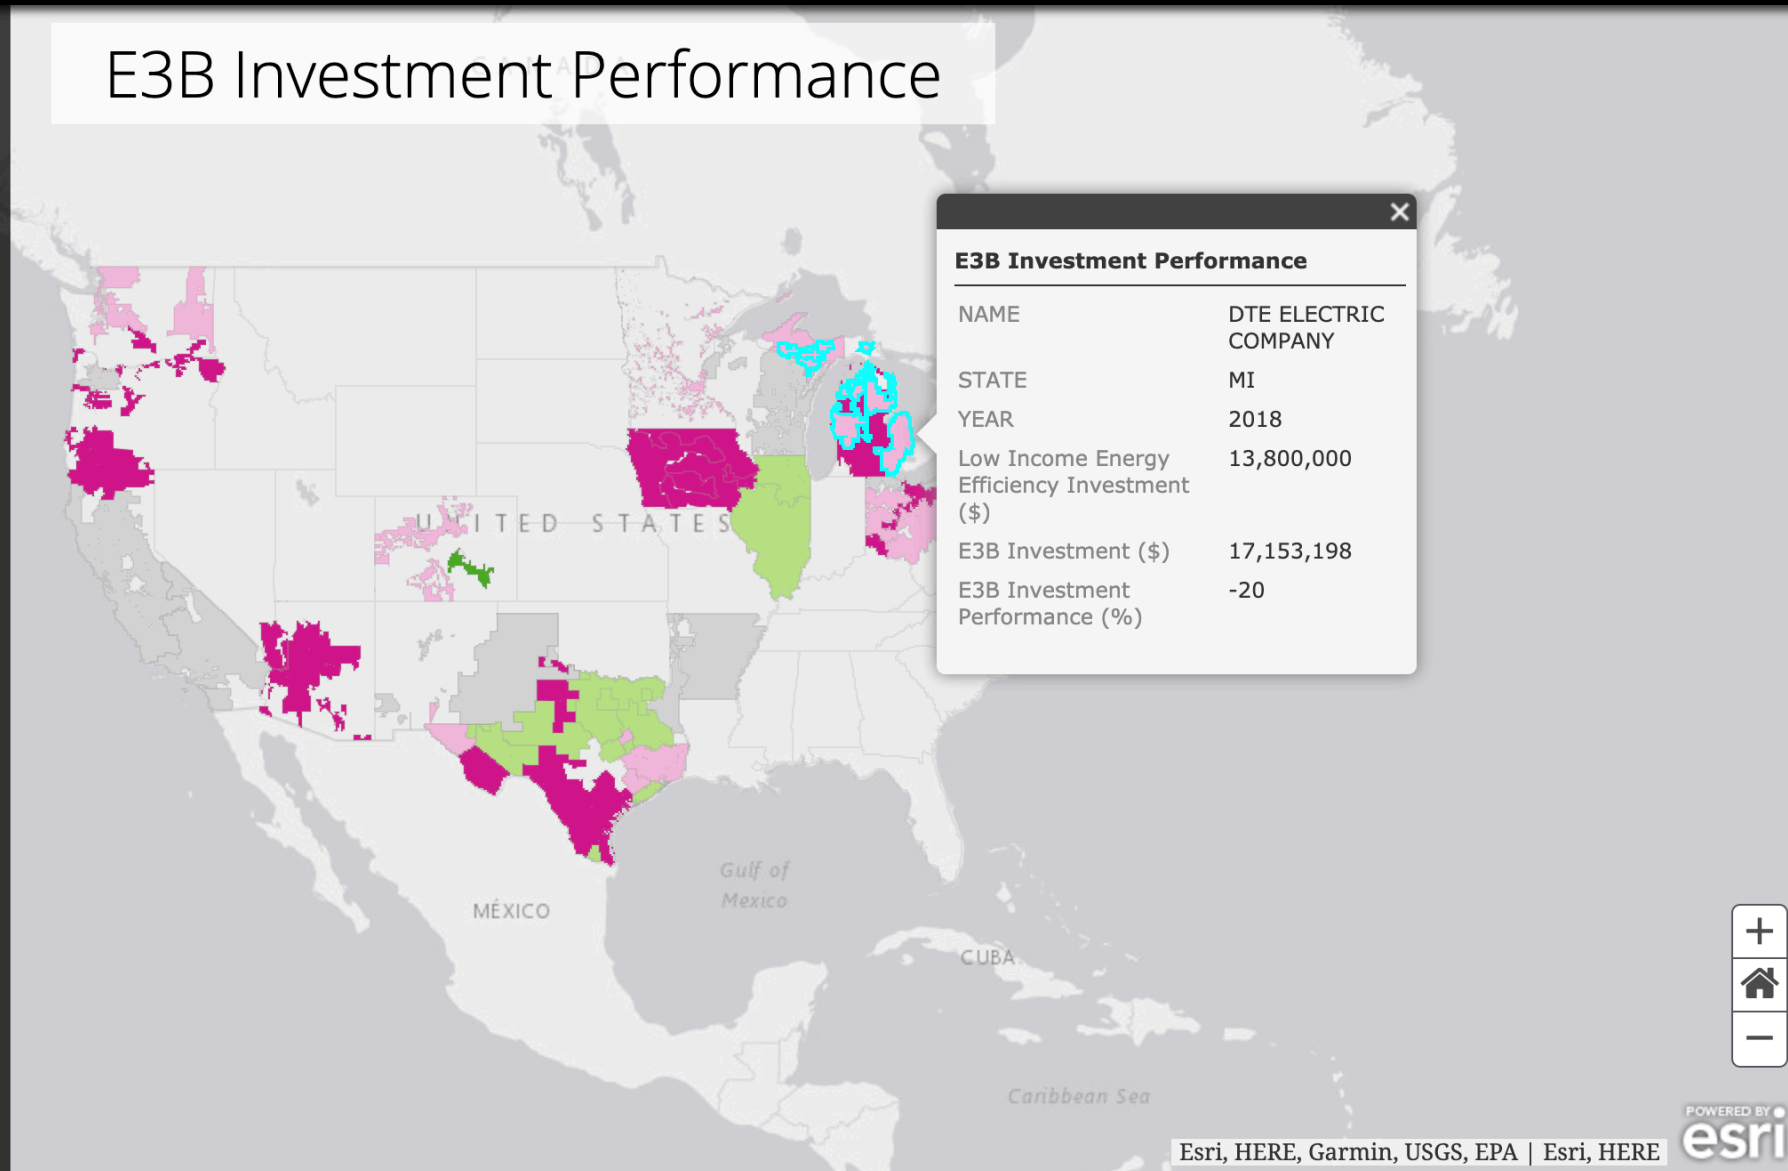 E3B Investment Performance
CANADA
E3B Investment Performance
NAME DTE ELECTRIC
COMPANY
STATE MI
YEAR 2018
Low Income Energy 13,800,000
Efficiency Investment
($)
E3B Investment ($) 17,153,198
E3B Investment -20
Performance (%)
UNITED STATES
Gulf of
Mexico
MÉXICO
CUBA
Caribbean Sea
POWERED BY
esri
Esri, HERE, Garmin, USGS, EPA | Esri, HERE